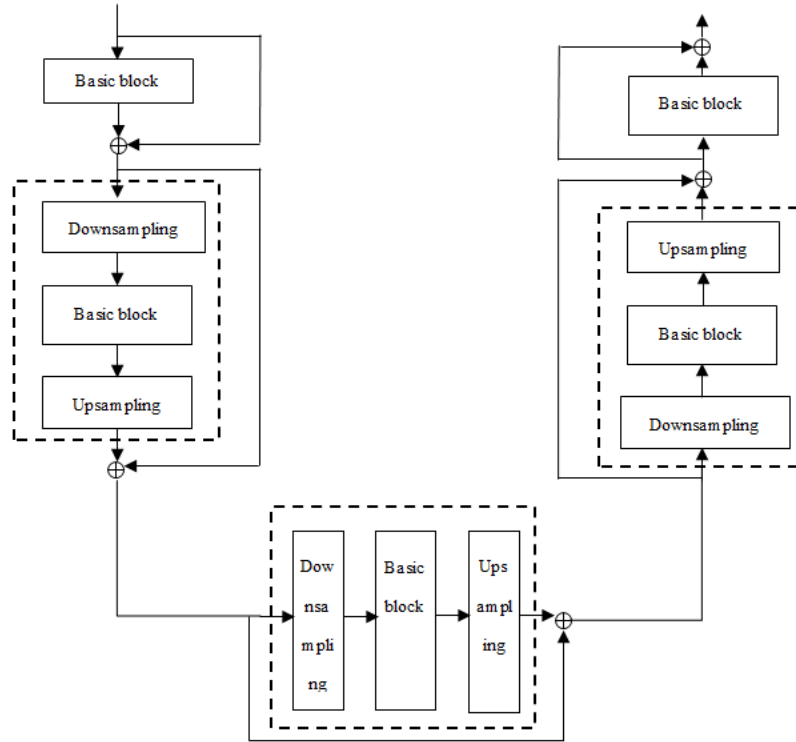 Basic block
Downsampling
Basic block
Upsampling
Dow
nsa
mpli
ng
Basic
block
Ups
ampl
ing
Basic block
Upsampling
Basic block
Downsampling